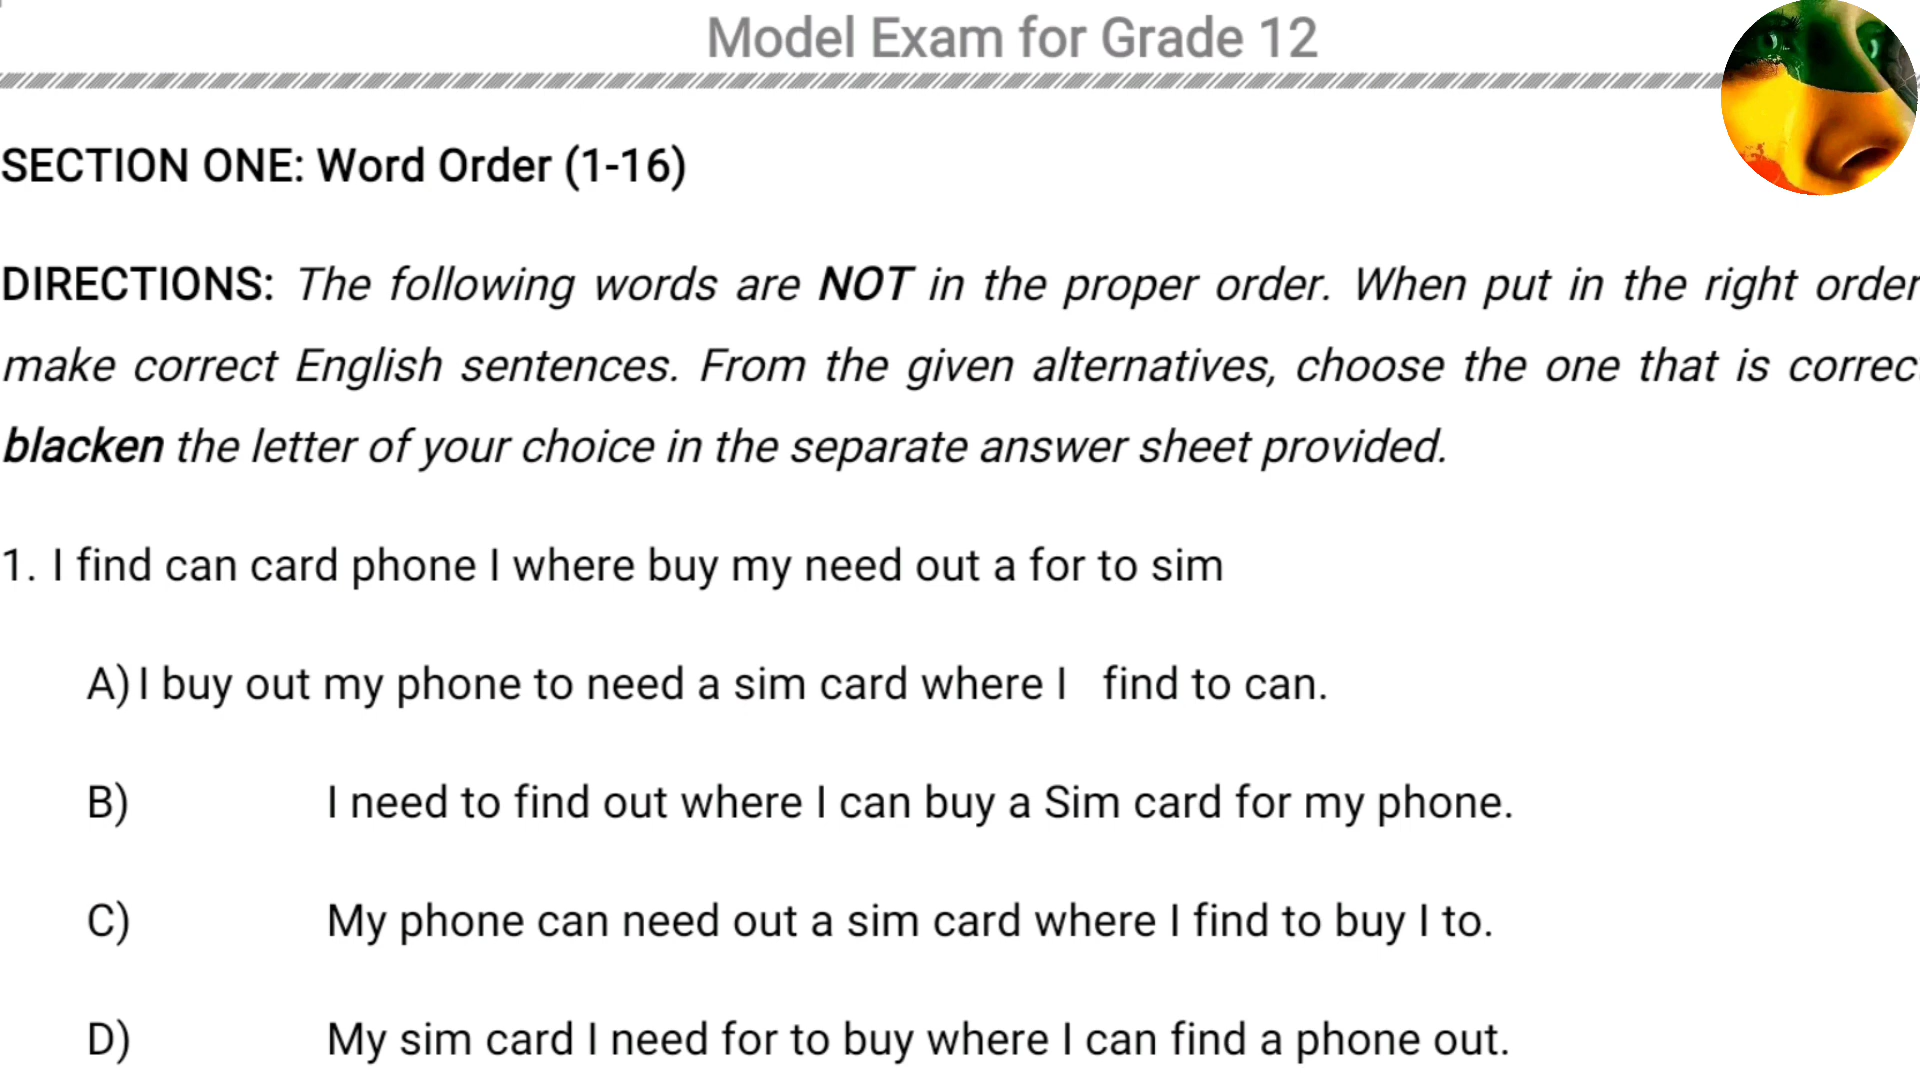 Model Exam for Grade 12
SECTION ONE: Word Order (1-16)
DIRECTIONS: The following words are NOT in the proper order. When put in the right order
make correct English sentences. From the given alternatives, choose the one that is correc
blacken the letter of your choice in the separate answer sheet provided.
1. I find can card phone I where buy my need out a for to sim
A) I buy out my phone to need a sim card where I find to can.
B) I need to find out where I can buy a Sim card for my phone.
C) My phone can need out a sim card where I find to buy I to.
D) My sim card I need for to buy where I can find a phone out.